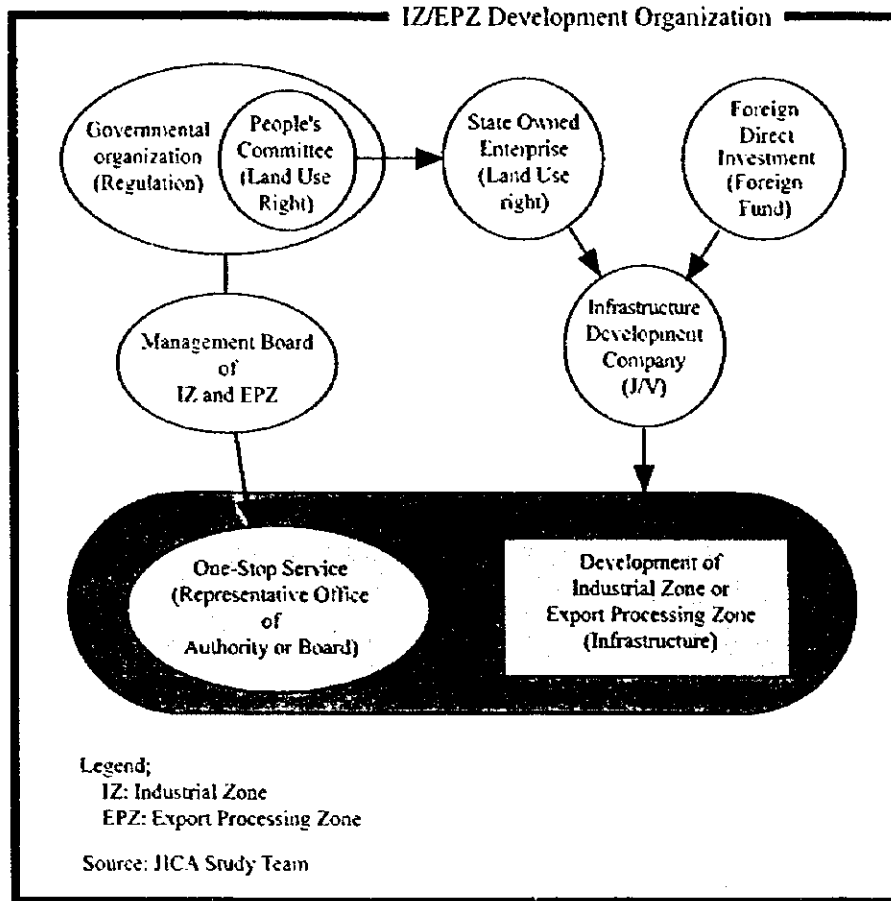 IZ/EPZ Development Organization
Governmental
organization
(Regulation)
People's
Committee
(Land Use
Right)
State Owned
Enterprise
(Land Use
right)
Foreign
Direct
Investment
(Foreign
Fund)
Infrastructure
Development
Company
(J/V)
Management Board
of
IZ and EPZ
One-Stop Service
(Representative Office
of
Authority or Board)
Development of
Industrial Zone or
Export Processing Zone
(Infrastructure)
Legend;
IZ: Industrial Zone
EPZ: Export Processing Zone
Source: JICA Study Team